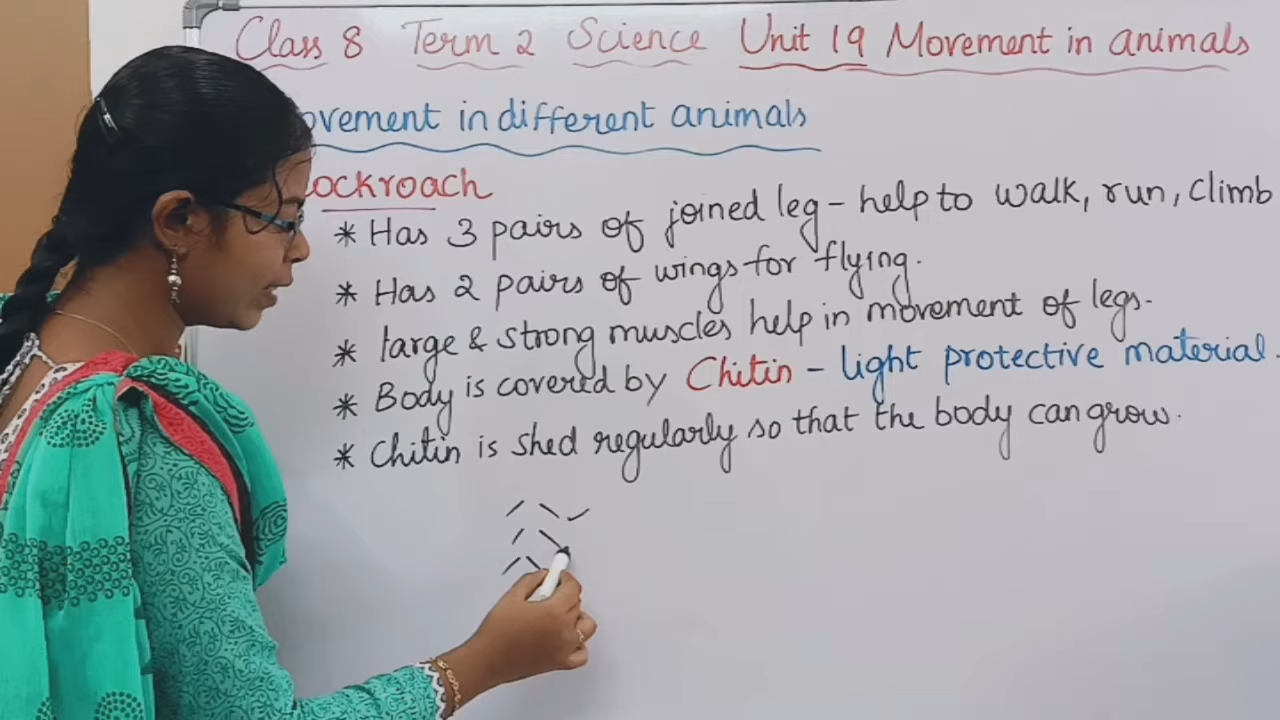 Class 8 Term 2 Science Unit 19 Movement in animals
ovement in different animals
ockroach
* Has 3 pairs of joined leg - help to walk, run, climb
* Has 2 pairs of wings for flying.
* large & strong muscles help in movement of legs.
* Body is covered by Chitin - light protective material.
* Chitin is shed regularly so that the body can grow.